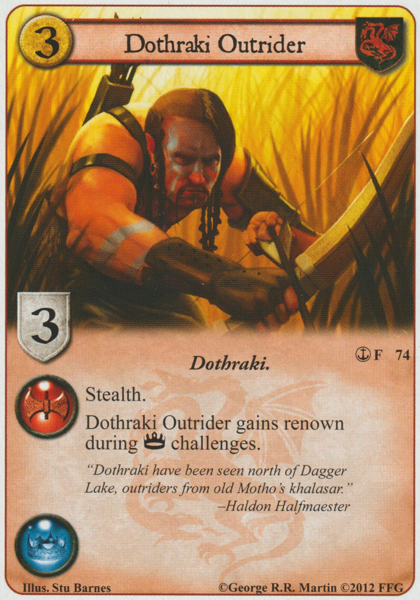 3
Dothraki Outrider
3
Dothraki.
F 74
Stealth.
Dothraki Outrider gains renown
during challenges.
“Dothraki have been seen north of Dagger
Lake, outriders from old Motho’s khalasar.”
–Haldon Halfmaester
Illus. Stu Barnes
©George R.R. Martin ©2012 FFG